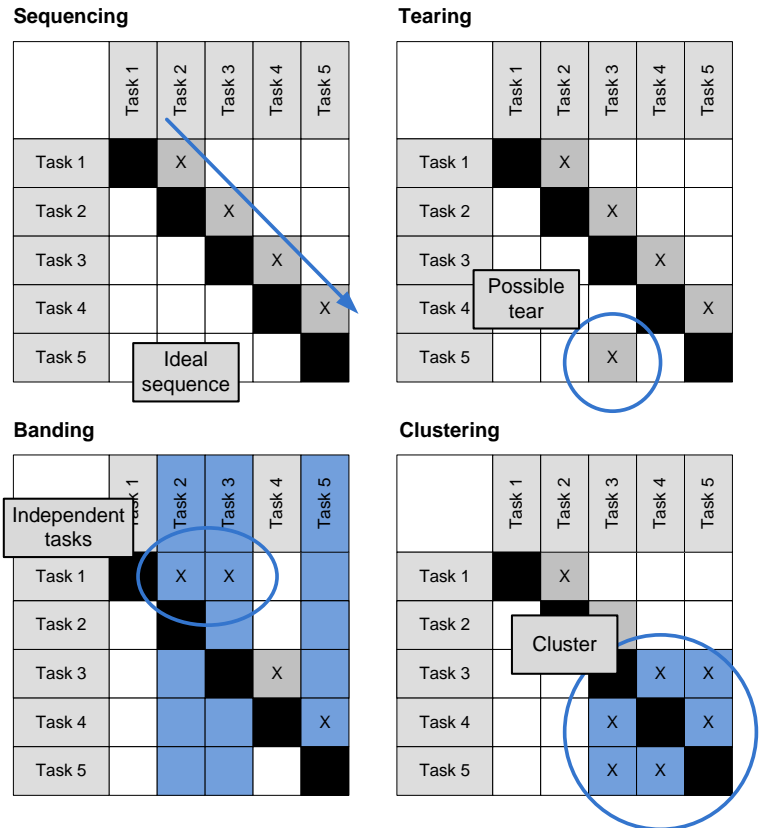 Sequencing
Task 1
Task 2
Task 3
Task 4
Task 5
Task 1
X
Task 2
X
Task 3
X
Task 4
X
Task 5
Ideal
sequence
Tearing
Task 1
Task 2
Task 3
Task 4
Task 5
Task 1
X
Task 2
X
Task 3
X
Possible
tear
Task 4
X
Task 5
X
Banding
Task 1
Task 2
Task 3
Task 4
Task 5
Independent
tasks
Task 1
X
X
Task 2
Task 3
X
Task 4
X
Task 5
Clustering
Task 1
Task 2
Task 3
Task 4
Task 5
Task 1
X
Task 2
Cluster
Task 3
X
X
Task 4
X
X
Task 5
X
X